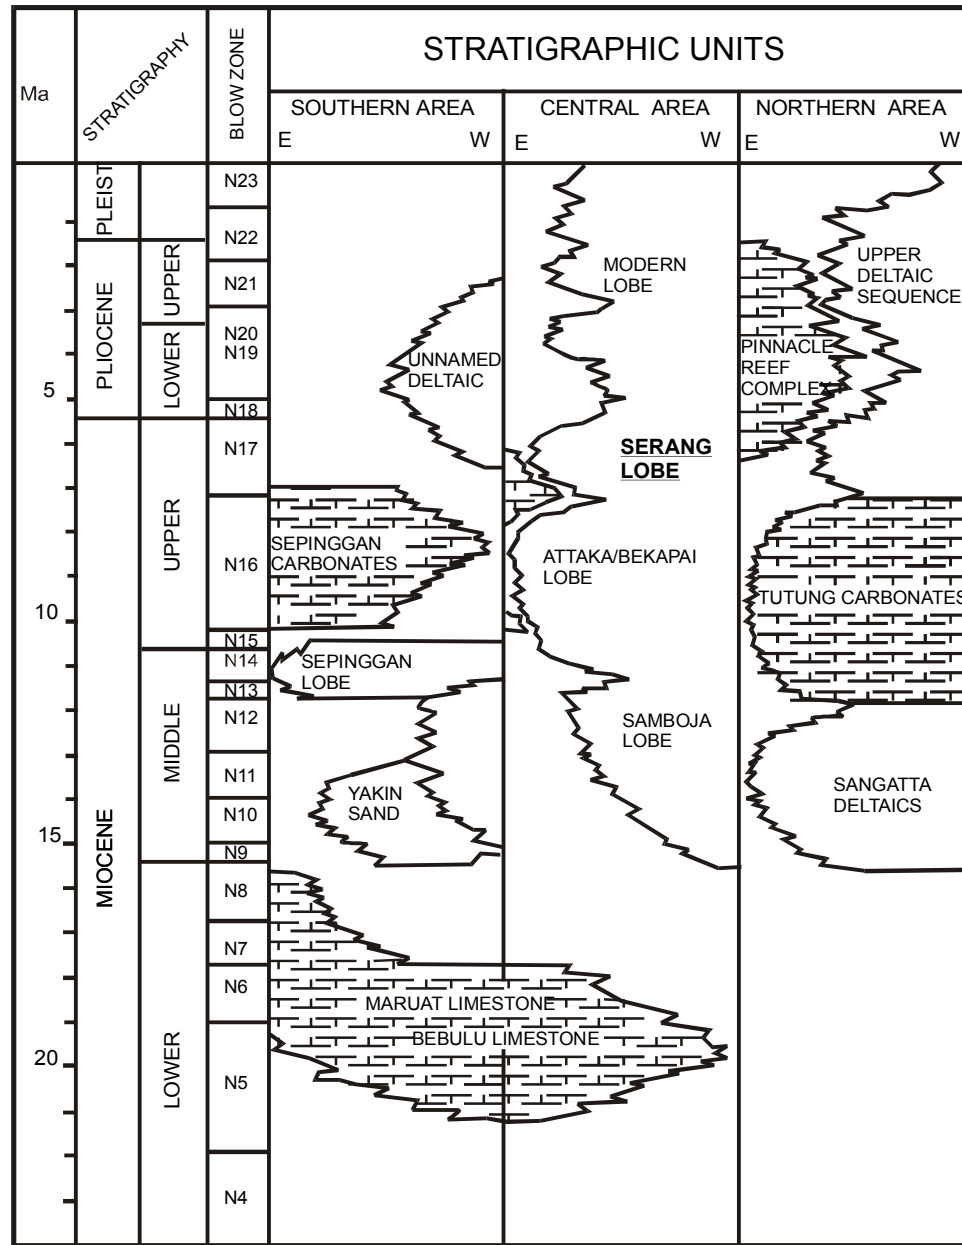 STRATIGRAPHIC UNITS
Ma
STRATIGRAPHY
BLOW ZONE
SOUTHERN AREA
CENTRAL AREA
NORTHERN AREA
E W
E W
E W
PLEIST
PLIOCENE
UPPER
LOWER
MIOCENE
UPPER
MIDDLE
LOWER
5
10
15
20
N23
N22
N21
N20
N19
N18
N17
N16
N15
N14
N13
N12
N11
N10
N9
N8
N7
N6
N5
N4
UNNAMED
DELTAIC
SEPINGGAN
CARBONATES
SEPINGGAN
LOBE
YAKIN
SAND
MARUAT LIMESTONE
BEBULU LIMESTONE
MODERN
LOBE
SERANG
LOBE
ATTAKA/BEKAPAI
LOBE
SAMBOJA
LOBE
UPPER
DELTAIC
SEQUENCE
PINNACLE
REEF
COMPLEX
TUTUNG CARBONATES
SANGATTA
DELTAICS